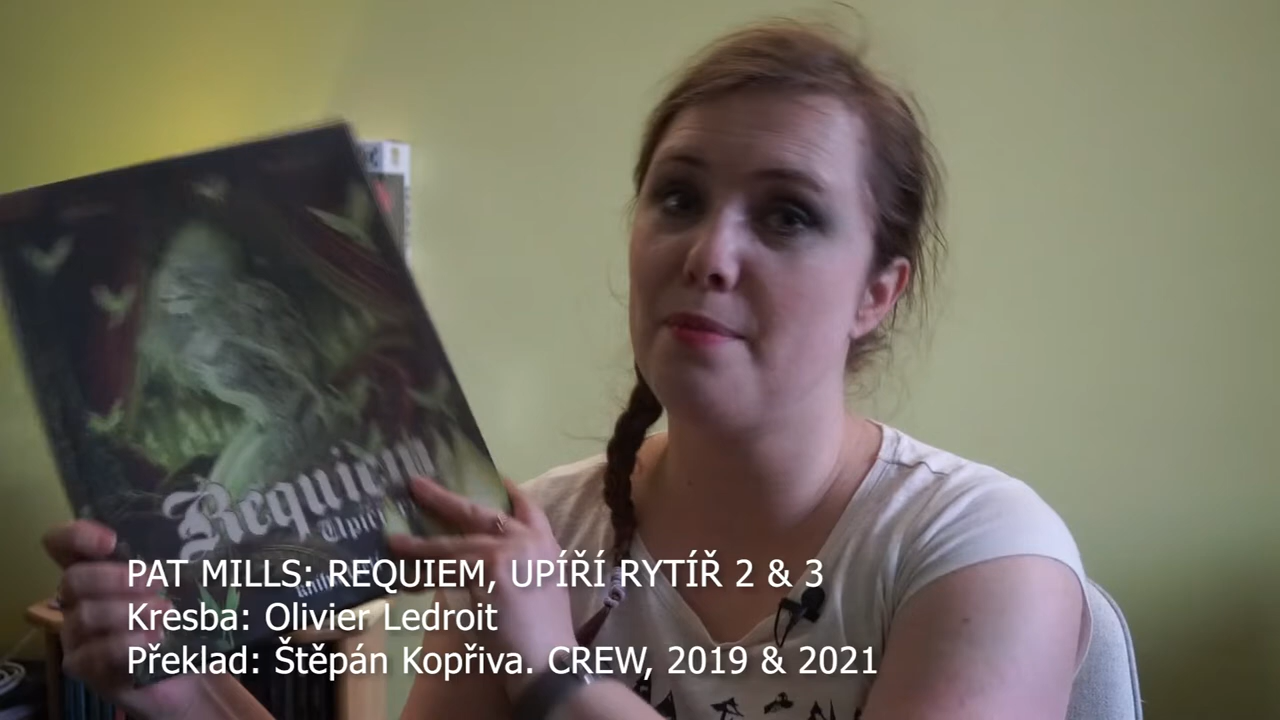 Requiem
PAT MILLS: REQUIEM, UPÍŘÍ RYTÍŘ 2 & 3
Kresba: Olivier Ledroit
Překlad: Štěpán Kopřiva. CREW, 2019 & 2021